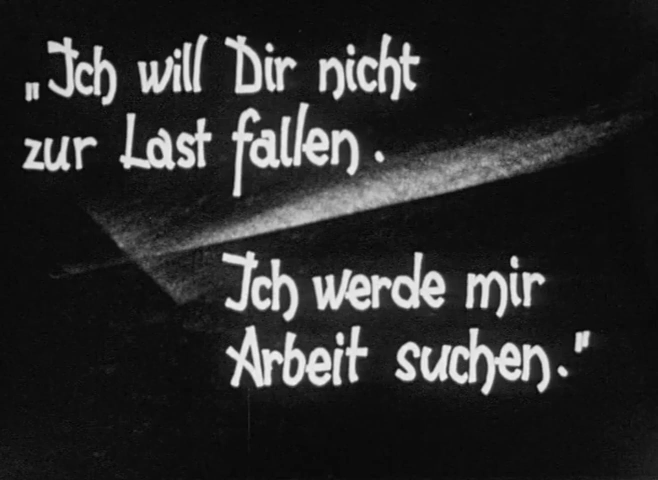 „Ich will Dir nicht
zur Last fallen.
Ich werde mir
Arbeit suchen."